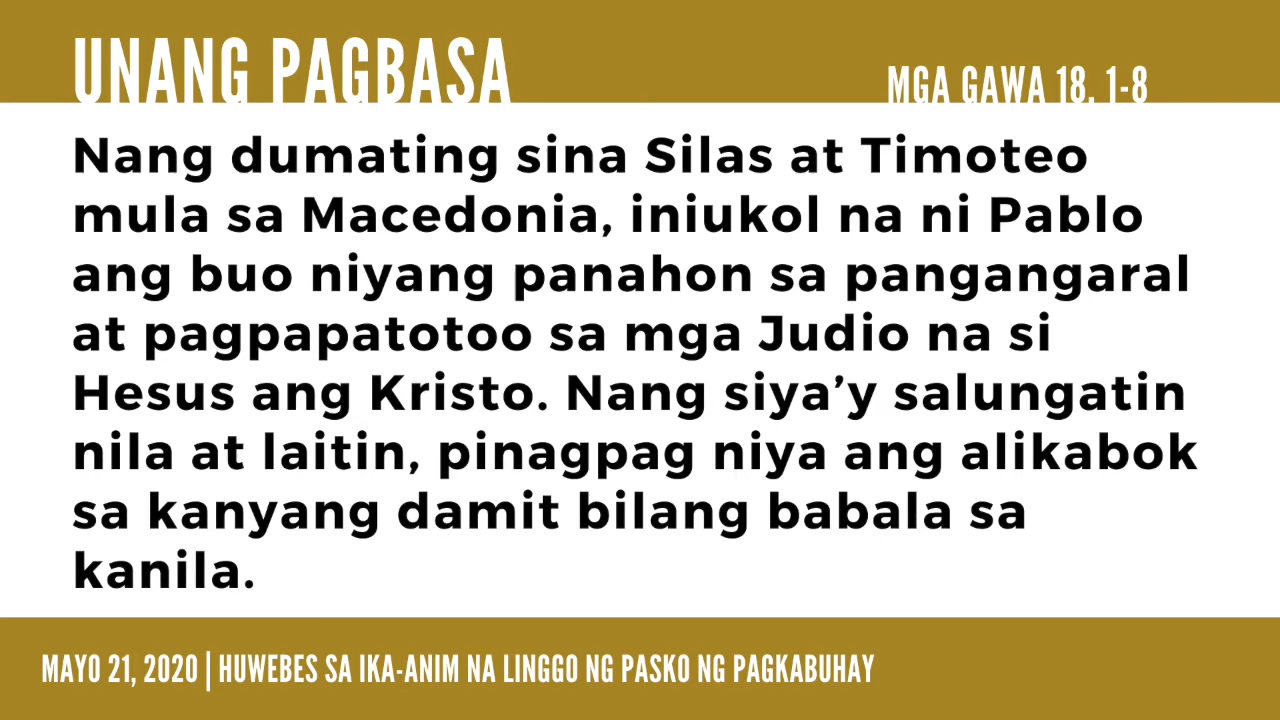 UNANG PAGBASA
MGA GAWA 18, 1-8
Nang dumating sina Silas at Timoteo
mula sa Macedonia, iniukol na ni Pablo
ang buo niyang panahon sa pangangaral
at pagpapatotoo sa mga Judio na si
Hesus ang Kristo. Nang siya’y salungatin
nila at laitin, pinagpag niya ang alikabok
sa kanyang damit bilang babala sa
kanila.
MAYO 21, 2020 | HUWEBES SA IKA-ANIM NA LINGGO NG PASKO NG PAGKABUHAY